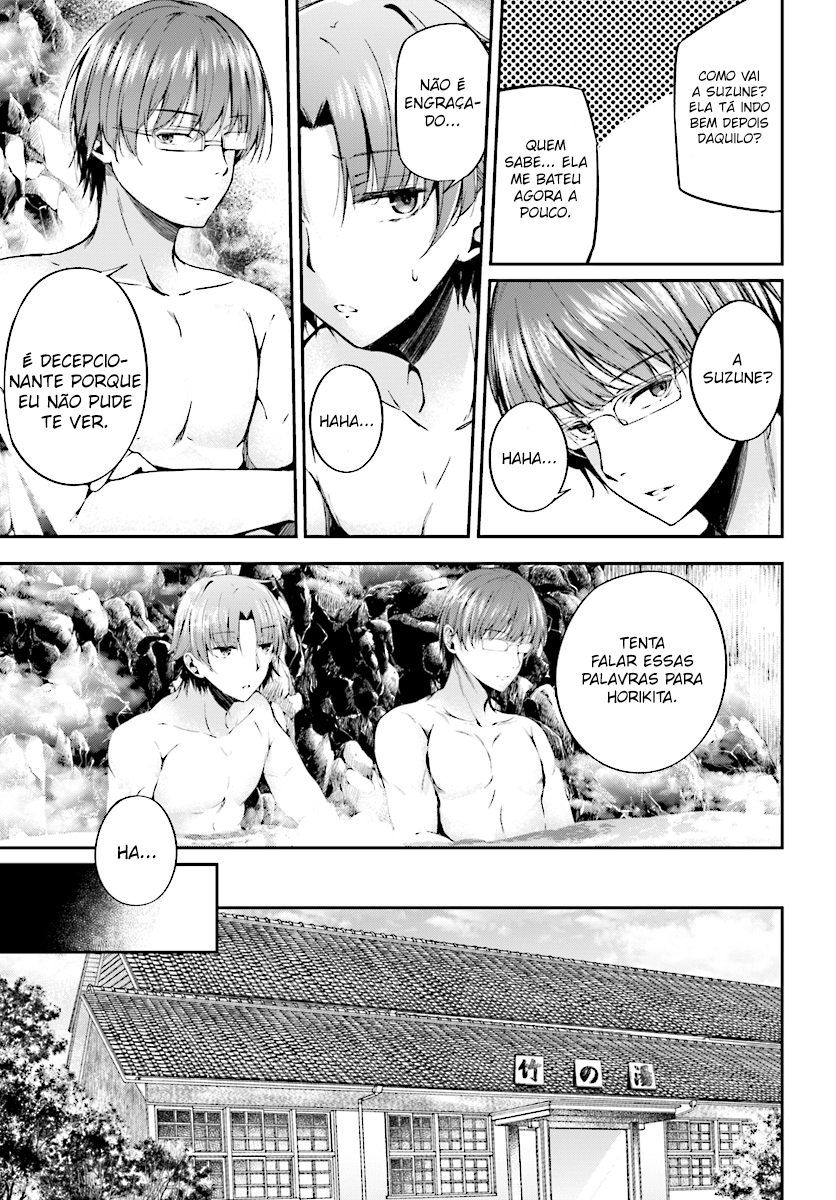 COMO VAI
A SUZUNE?
ELA TÁ INDO
BEM DEPOIS
DAQUILO?
QUEM
SABE... ELA
ME BATEU
AGORA A
POUCO.
A
SUZUNE?
HAHA...
NÃO É
ENGRAÇA-
DO...
HAHA...
É DECEPCIO-
NANTE PORQUE
EU NÃO PUDE
TE VER.
TENTA
FALAR ESSAS
PALAVRAS PARA
HORIKITA.
HA...
竹の湯